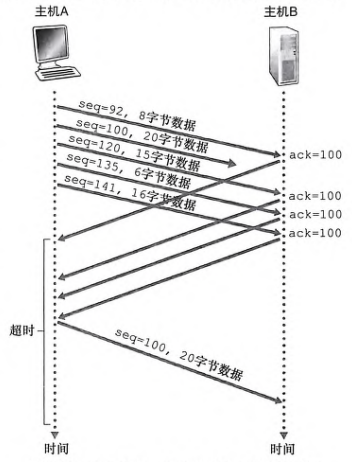 主机A
主机B
seq=92, 8字节数据
seq=100, 20字节数据
seq=120, 15字节数据
seq=135, 6字节数据
seq=141, 16字节数据
ack=100
ack=100
ack=100
ack=100
超时
seq=100, 20字节数据
时间
时间